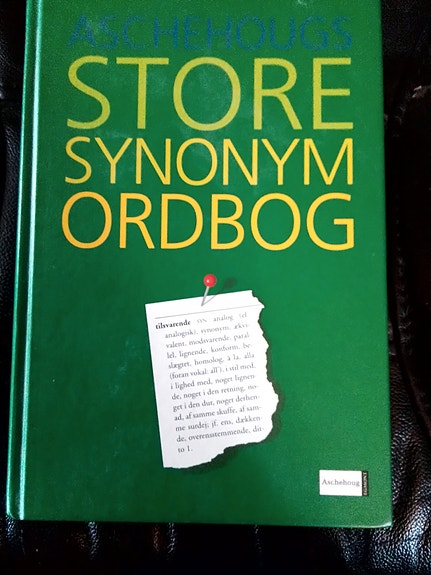 ASCHEHOUGS
STORE
SYNONYM
ORDBOG
tilsvarende analog (el.
analogisk), synonym, ækvi-
valent, modsvarende, paral-
lel, lignende, konform, be-
slægtet, homolog, à la, alla
(foran vokal: all'), i stil med,
i lighed med, noget lignen-
de, noget i den retning, no-
get i den dur, noget derhen-
ad, af samme skuffe, af sam-
me surdej; jf. ens, dækken-
de, overensstemmende, dit-
to 1.
Aschehoug
EGMONT